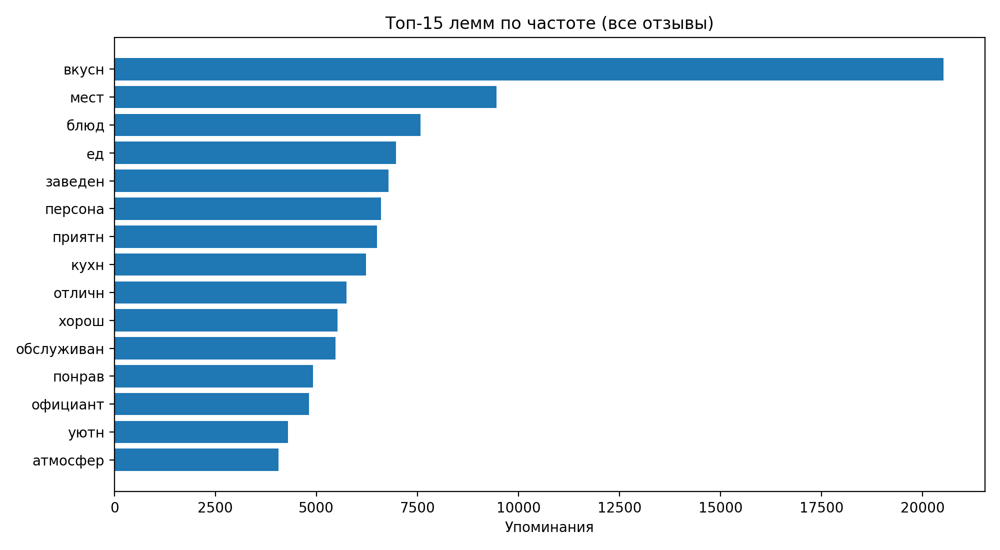 Топ-15 лемм по частоте (все отзывы)
вкусн
мест
блюд
ед
заведен
персона
приятн
кухн
отличн
хорош
обслуживан
понрав
официант
уютн
атмосфер
0 2500 5000 7500 10000 12500 15000 17500 20000
Упоминания